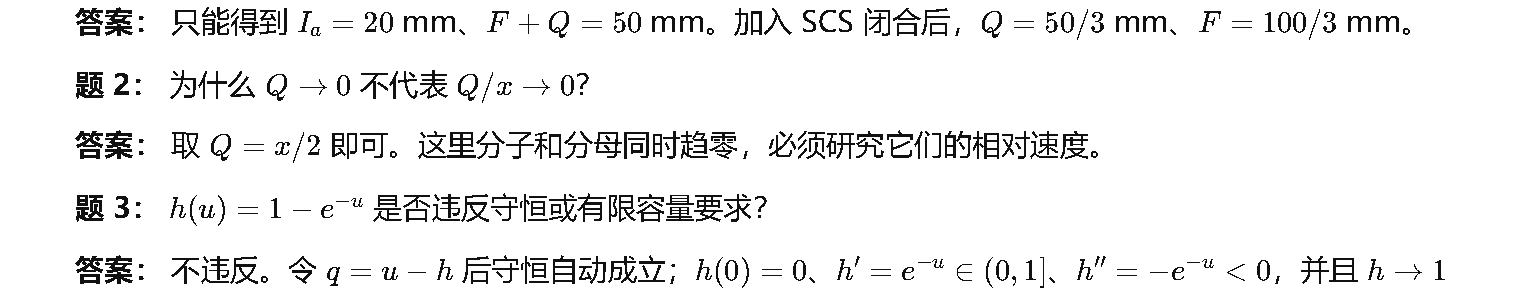 答案： 只能得到 $I_a = 20$ mm、$F + Q = 50$ mm。加入 SCS 闭合后，$Q = 50/3$ mm、$F = 100/3$ mm。
题 2： 为什么 $Q \to 0$ 不代表 $Q/x \to 0$？
答案： 取 $Q = x/2$ 即可。这里分子和分母同时趋零，必须研究它们的相对速度。
题 3： $h(u) = 1 - e^{-u}$ 是否违反守恒或有限容量要求？
答案： 不违反。令 $q = u - h$ 后守恒自动成立；$h(0) = 0$、$h' = e^{-u} \in (0, 1]$、$h'' = -e^{-u} < 0$，并且 $h \to 1$